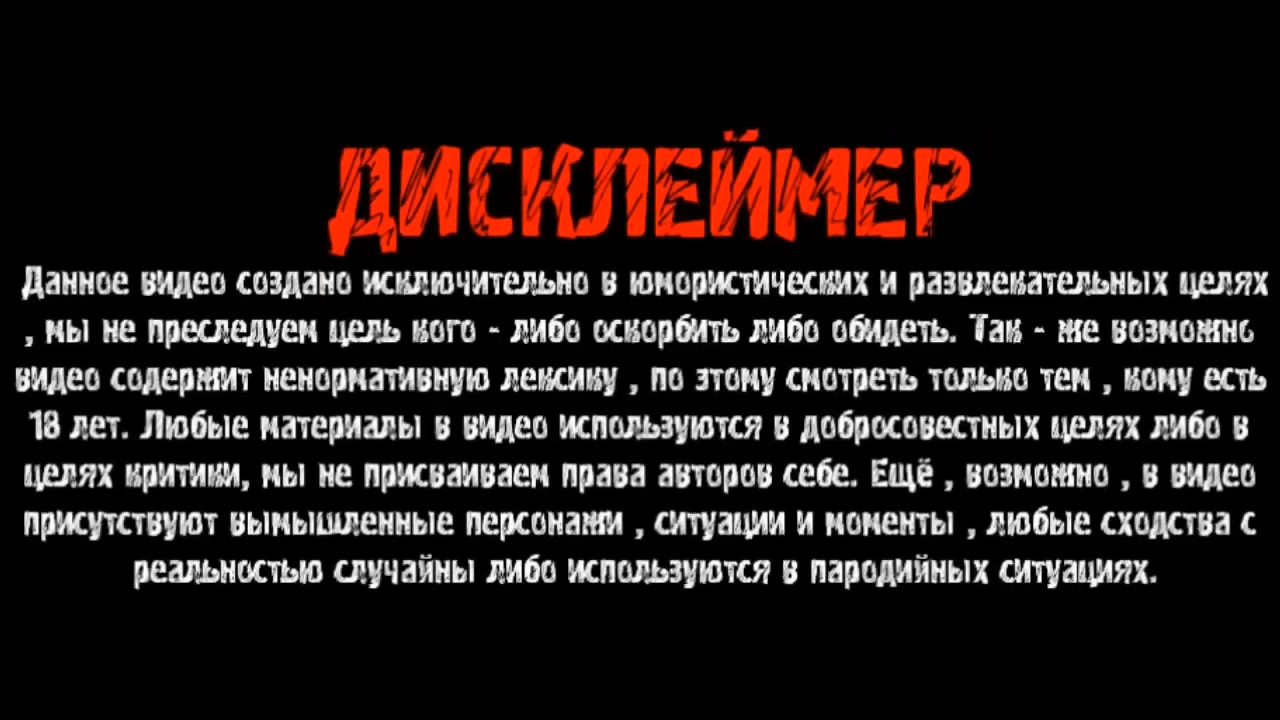 ДИСКЛЕЙМЕР
Данное видео создано исключительно в юмористических и развлекательных целях
, мы не преследуем цель кого - либо оскорбить либо обидеть. Так - же возможно
видео содержит ненормативную лексику , по этому смотреть только тем , кому есть
18 лет. Любые материалы в видео используются в добросовестных целях либо в
целях критики, мы не присваиваем права авторов себе. Ещё , возможно , в видео
присутствуют вымышленные персонажи , ситуации и моменты , любые сходства с
реальностью случайны либо используются в пародийных ситуациях.